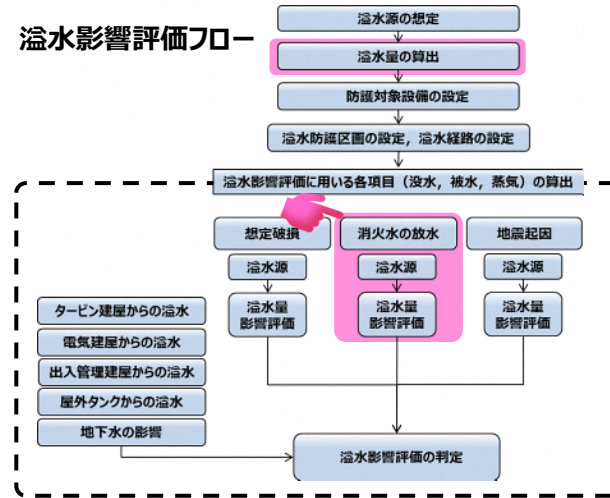 溢水影響評価フロー
溢水源の想定
溢水量の算出
防護対象設備の設定
溢水防護区画の設定，溢水経路の設定
溢水影響評価に用いる各項目（没水，被水，蒸気）の算出
想定破損
消火水の放水
地震起因
溢水源
溢水源
溢水源
溢水量
影響評価
溢水量
影響評価
溢水量
影響評価
タービン建屋からの溢水
電気建屋からの溢水
出入管理建屋からの溢水
屋外タンクからの溢水
地下水の影響
溢水影響評価の判定